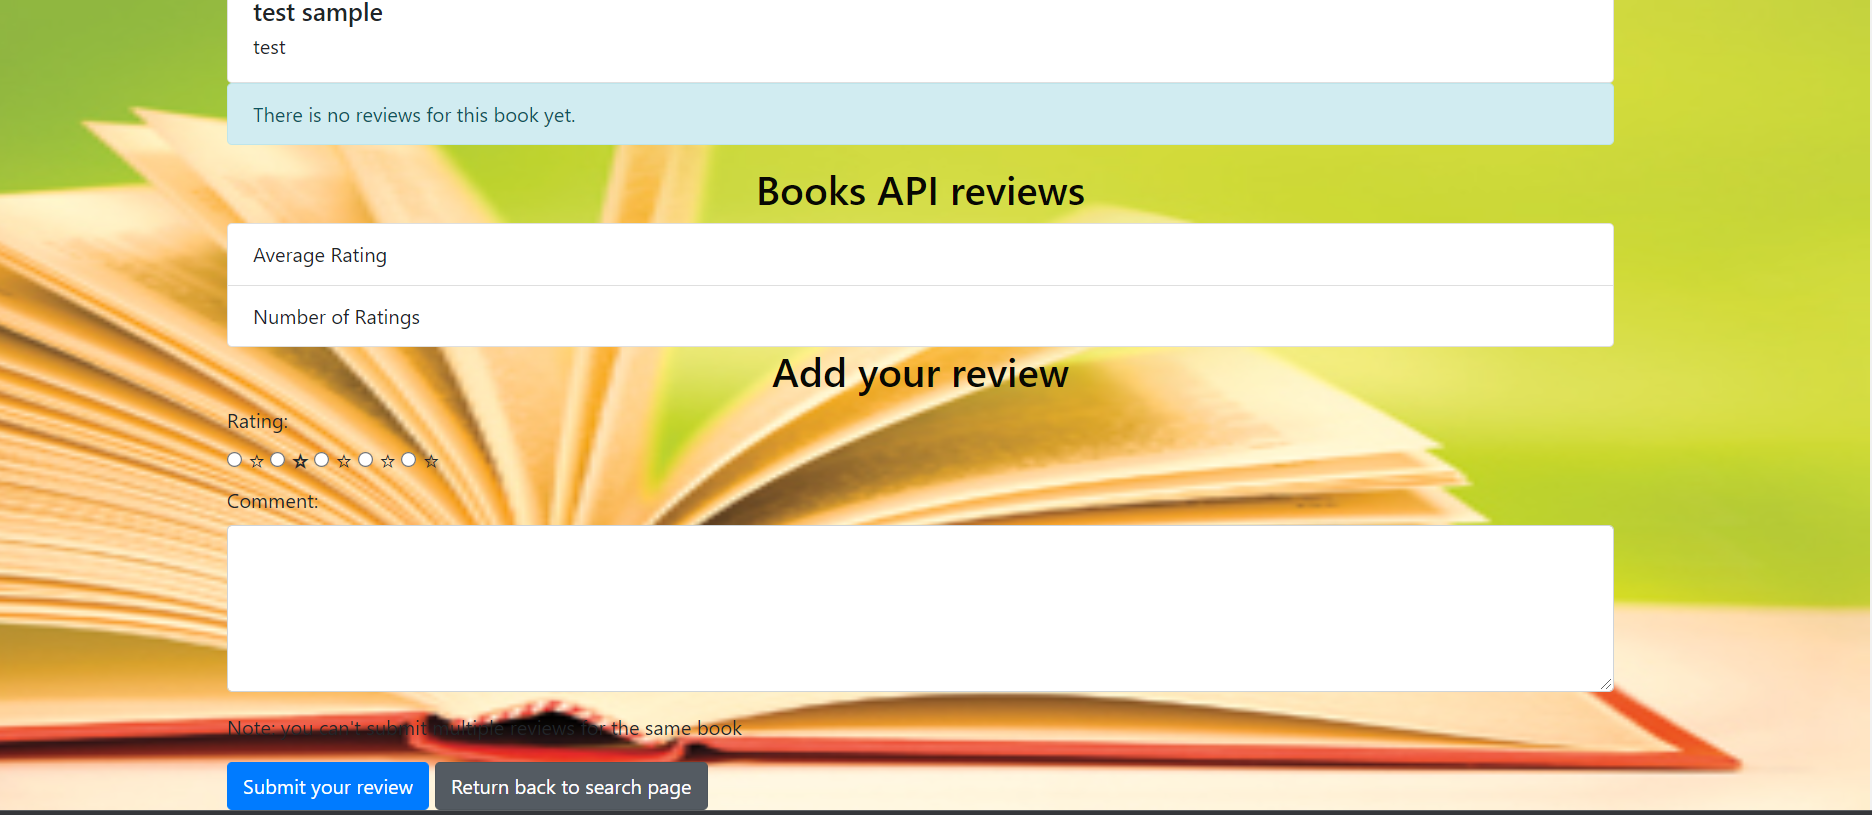 test sample
test
There is no reviews for this book yet.
Books API reviews
Average Rating
Number of Ratings
Add your review
Rating:
☆ ☆ ☆ ☆ ☆
Comment:
Note: you can't submit multiple reviews for the same book
Submit your review Return back to search page